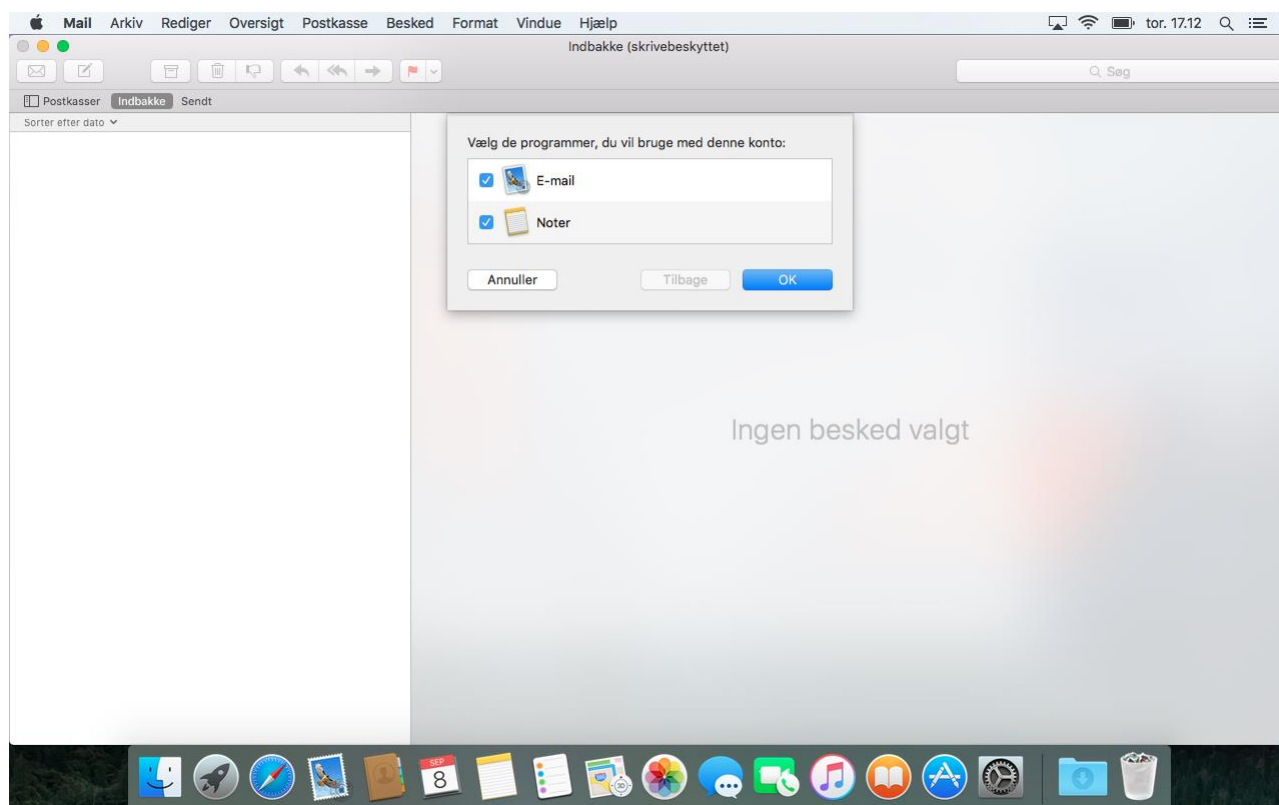 Mail Arkiv Rediger Oversigt Postkasse Besked Format Vindue Hjælp tor. 17.12
Indbakke (skrivebeskyttet)
Søg
Postkasser Indbakke Sendt
Sorter efter dato
Vælg de programmer, du vil bruge med denne konto:
E-mail
Noter
Annuller Tilbage OK
Ingen besked valgt
SEP
8
3D